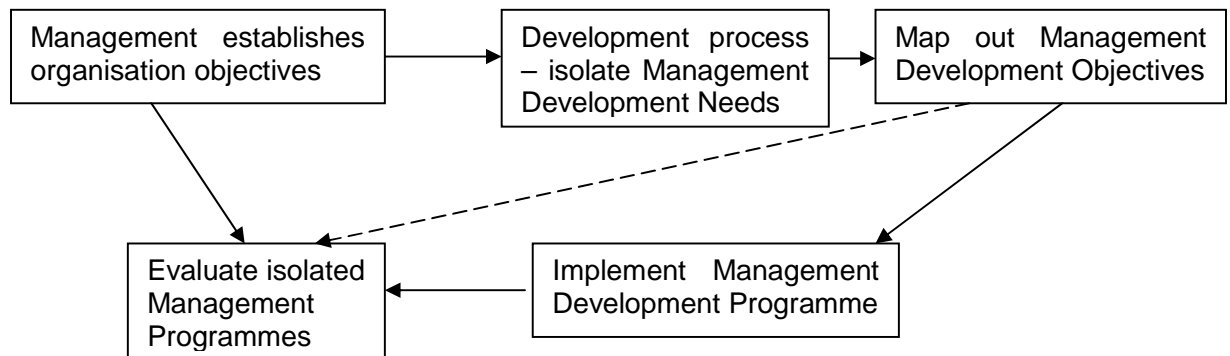 Management establishes
organisation objectives
Development process
– isolate Management
Development Needs
Map out Management
Development Objectives
Evaluate isolated
Management
Programmes
Implement Management
Development Programme